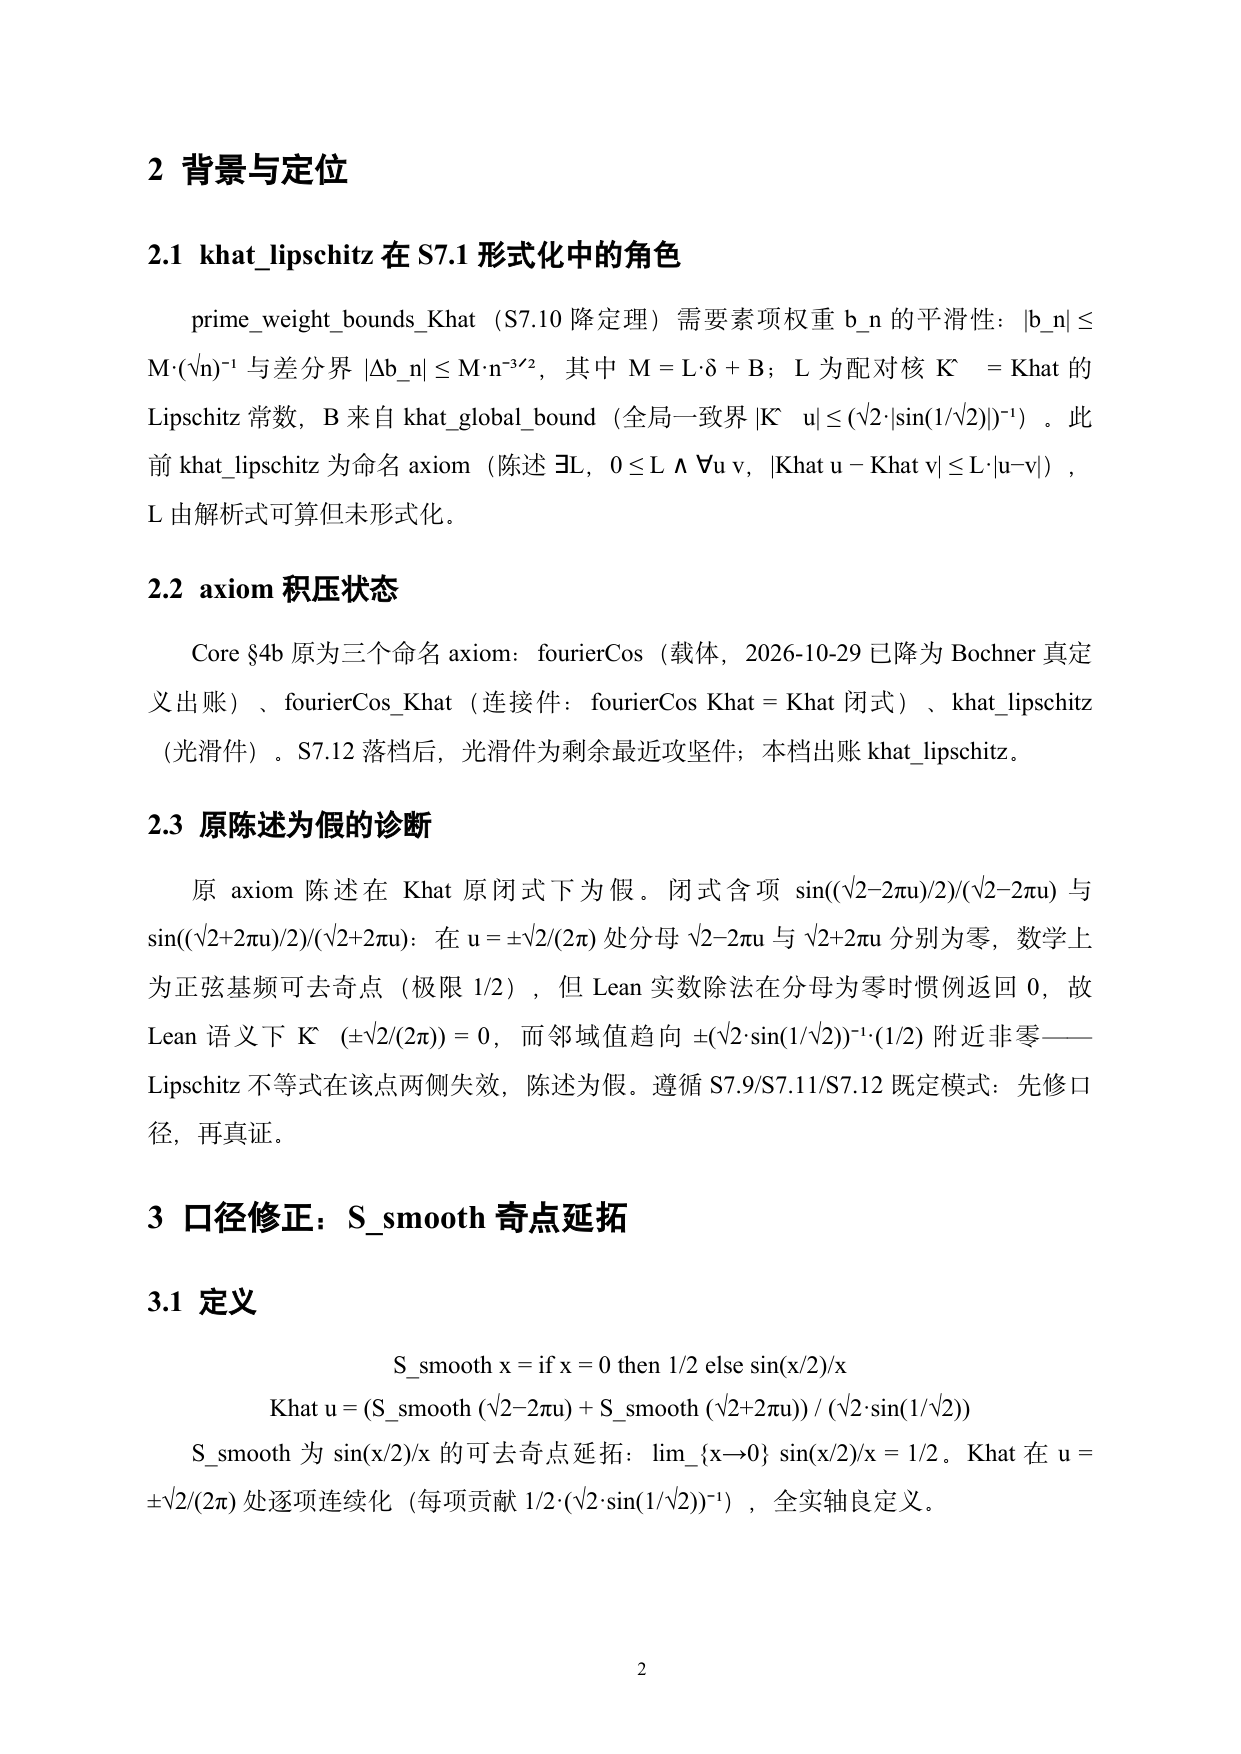 2 背景与定位
2.1 khat_lipschitz 在 S7.1 形式化中的角色
prime_weight_bounds_Khat（S7.10 降定理）需要素项权重 b_n 的平滑性：|b_n| ≤
M·(√n)⁻¹ 与差分界 |Δb_n| ≤ M·n⁻³ᐟ²，其中 M = L·δ + B；L 为配对核 K̂ = Khat 的
Lipschitz 常数，B 来自 khat_global_bound（全局一致界 |K̂ u| ≤ (√2·|sin(1/√2)|)⁻¹）。此
前 khat_lipschitz 为命名 axiom（陈述 ∃L，0 ≤ L ∧ ∀u v，|Khat u − Khat v| ≤ L·|u−v|），
L 由解析式可算但未形式化。
2.2 axiom 积压状态
Core §4b 原为三个命名 axiom：fourierCos（载体，2026-10-29 已降为 Bochner 真定
义出账）、fourierCos_Khat（连接件：fourierCos Khat = Khat 闭式）、khat_lipschitz
（光滑件）。S7.12 落档后，光滑件为剩余最近攻坚件；本档出账 khat_lipschitz。
2.3 原陈述为假的诊断
原 axiom 陈述在 Khat 原闭式下为假。闭式含项 sin((√2−2πu)/2)/(√2−2πu) 与
sin((√2+2πu)/2)/(√2+2πu)：在 u = ±√2/(2π) 处分母 √2−2πu 与 √2+2πu 分别为零，数学上
为正弦基频可去奇点（极限 1/2），但 Lean 实数除法在分母为零时惯例返回 0，故
Lean 语义下 K̂ (±√2/(2π)) = 0，而邻域值趋向 ±(√2·sin(1/√2))⁻¹·(1/2) 附近非零——
Lipschitz 不等式在该点两侧失效，陈述为假。遵循 S7.9/S7.11/S7.12 既定模式：先修口
径，再真证。
3 口径修正：S_smooth 奇点延拓
3.1 定义
S_smooth x = if x = 0 then 1/2 else sin(x/2)/x
Khat u = (S_smooth (√2−2πu) + S_smooth (√2+2πu)) / (√2·sin(1/√2))
S_smooth 为 sin(x/2)/x 的可去奇点延拓：lim_{x→0} sin(x/2)/x = 1/2。Khat 在 u =
±√2/(2π) 处逐项连续化（每项贡献 1/2·(√2·sin(1/√2))⁻¹），全实轴良定义。
2